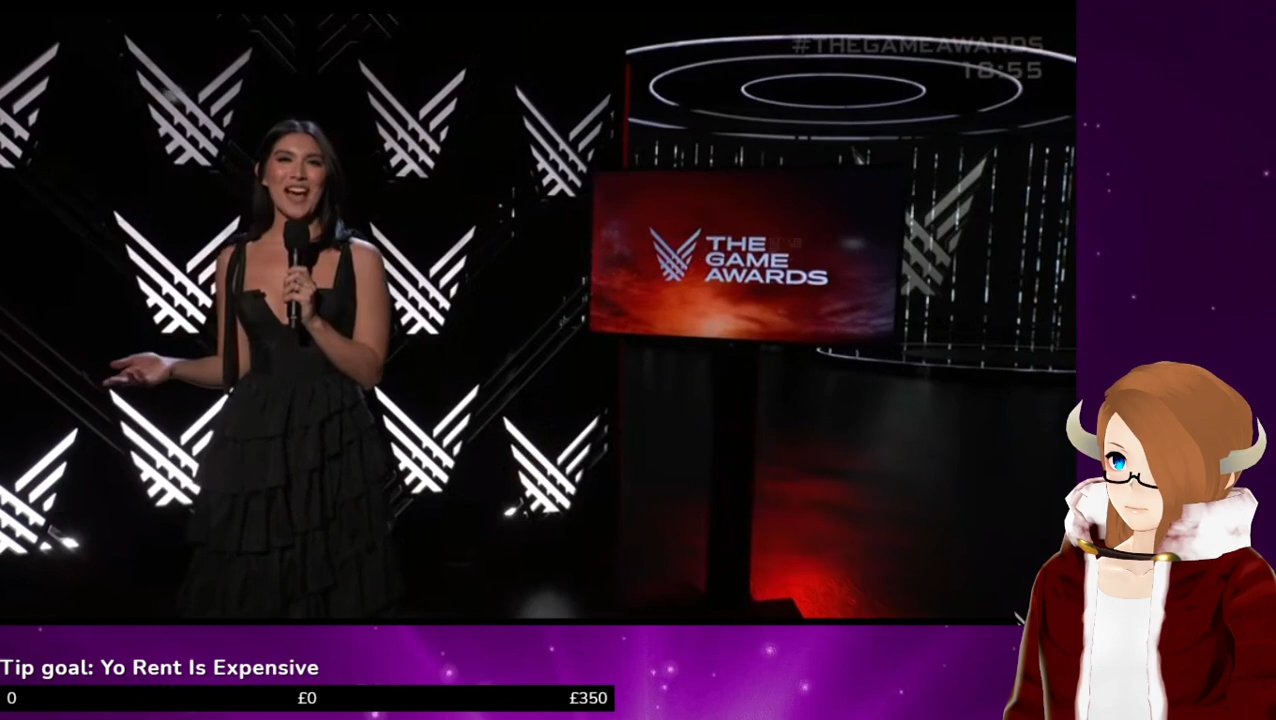 #THEGAMEAWARDS
18:55
THE
GAME
AWARDS
Tip goal: Yo Rent Is Expensive
0 £0 £350